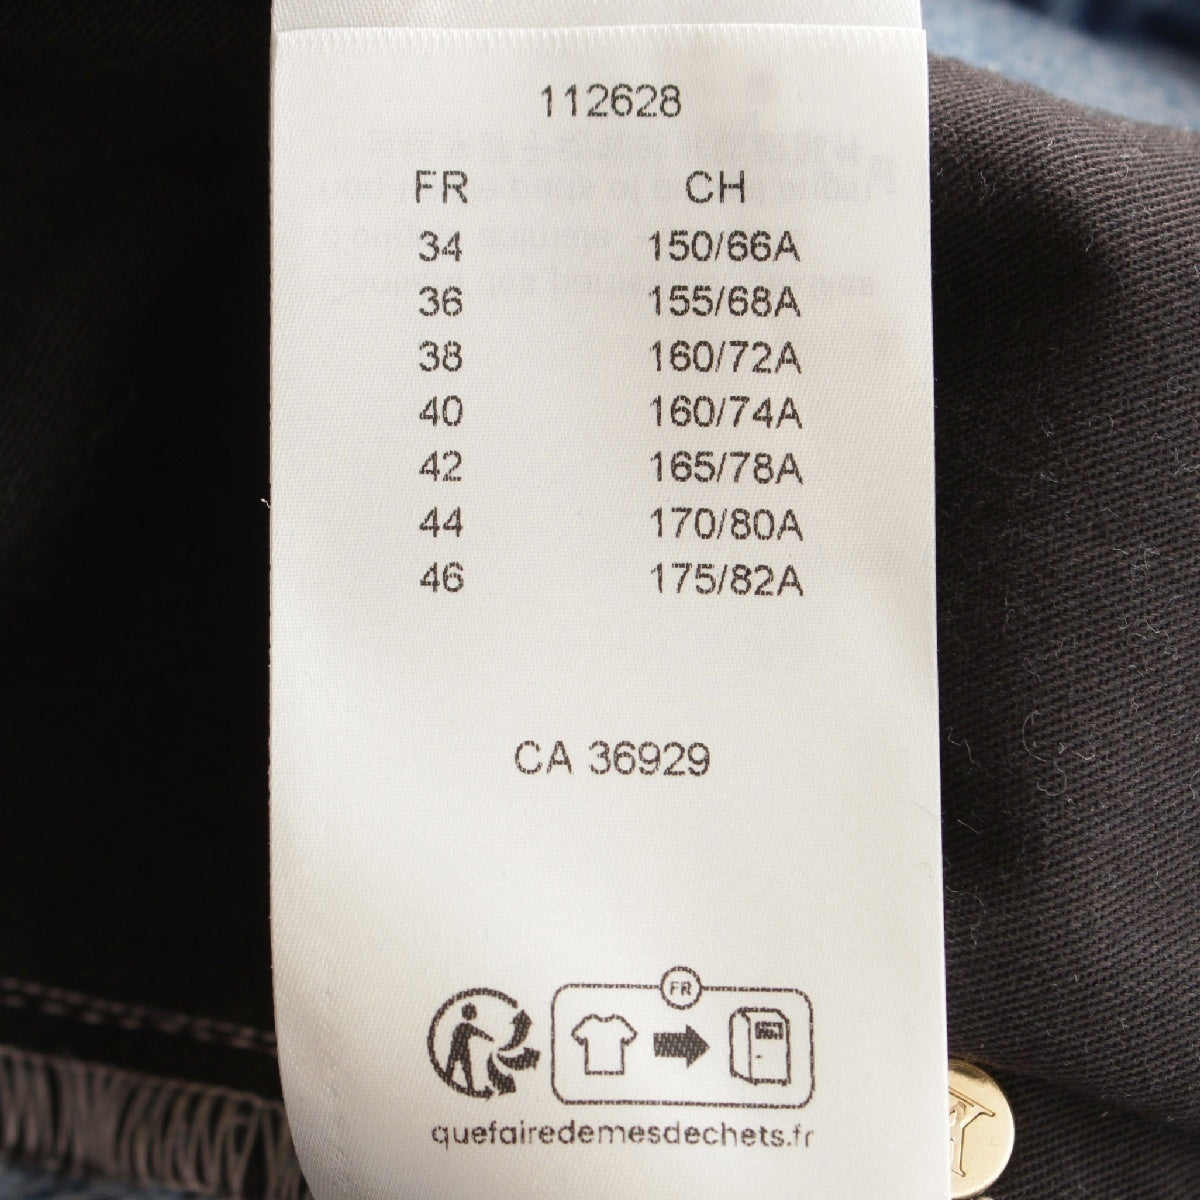 112628
FR CH
34 150/66A
36 155/68A
38 160/72A
40 160/74A
42 165/78A
44 170/80A
46 175/82A
CA 36929
FR
quefairedemesdechets.fr